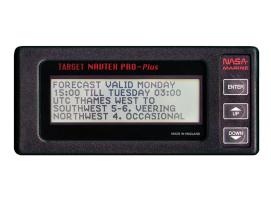 TARGET NAVTEX PRO-Plus
NASA
MARINE
FORECAST VALID MONDAY
15:00 TILL TUESDAY 03:00
UTC THAMES WEST TO
SOUTHWEST 5-6, VEERING
NORTHWEST 4. OCCASIONAL
ENTER
UP
DOWN
MADE IN ENGLAND